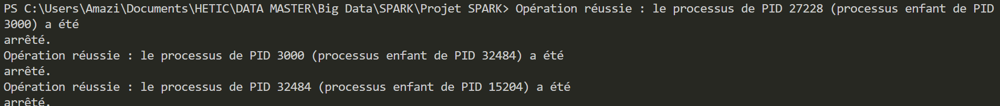 PS C:\Users\Amazi\Documents\HETIC\DATA MASTER\Big Data\SPARK\Projet SPARK> Opération réussie : le processus de PID 27228 (processus enfant de PID
3000) a été
arrêté.
Opération réussie : le processus de PID 3000 (processus enfant de PID 32484) a été
arrêté.
Opération réussie : le processus de PID 32484 (processus enfant de PID 15204) a été
arrêté.